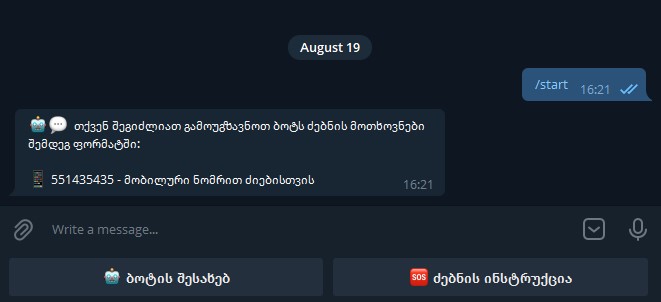 August 19
/start 16:21
🤖💬 თქვენ შეგიძლიათ გამოუგზავნოთ ბოტს ძებნის მოთხოვნები
შემდეგ ფორმატში:
📱 551435435 - მობილური ნომრით ძიებისთვის 16:21
Write a message...
🤖 ბოტის შესახებ
🆘 ძებნის ინსტრუქცია